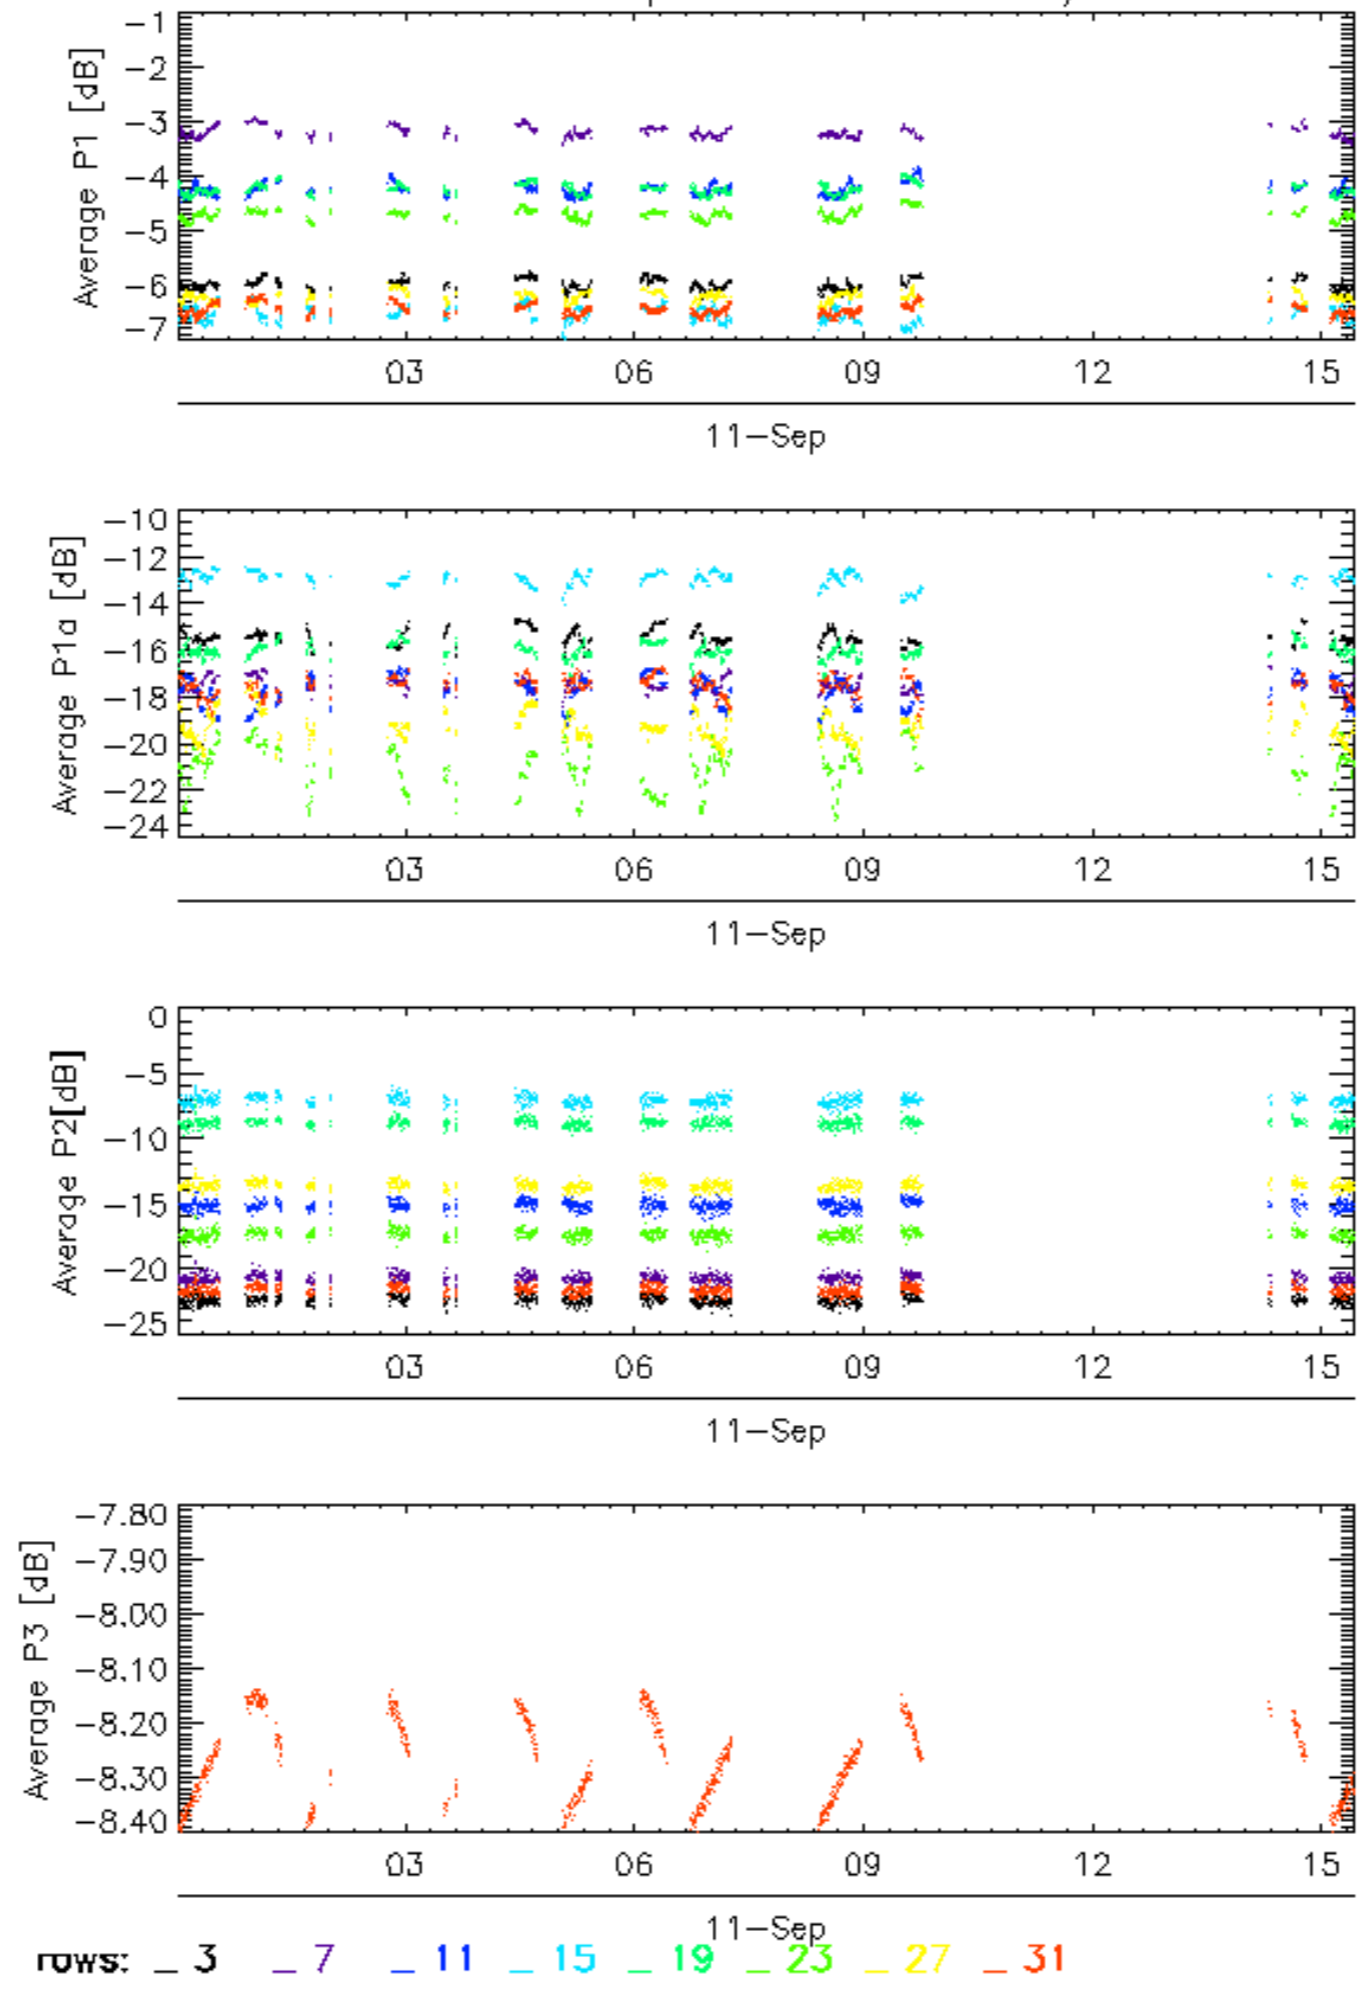 Average P1 [dB]
-1
-2
-3
-4
-5
-6
-7
03 06 09 12 15
11-Sep
Average P1a [dB]
-10
-12
-14
-16
-18
-20
-22
-24
03 06 09 12 15
11-Sep
Average P2[dB]
0
-5
-10
-15
-20
-25
03 06 09 12 15
11-Sep
Average P3 [dB]
-7.80
-7.90
-8.00
-8.10
-8.20
-8.30
-8.40
03 06 09 12 15
11-Sep
rows: _ 3 _ 7 _ 11 _ 15 _ 19 _ 23 _ 27 _ 31